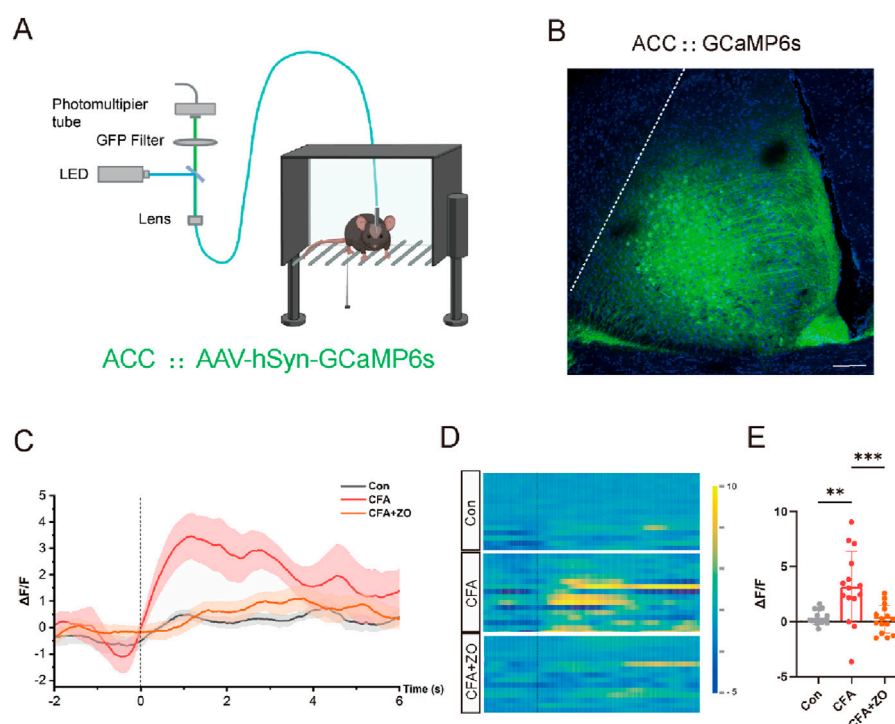 A
Photomultipier
tube
GFP Filter
LED
Lens
ACC :: AAV-hSyn-GCaMP6s
B
ACC :: GCaMP6s
C
Con
CFA
CFA+ZO
ΔF/F
5
4
3
2
1
0
-1
-2
-2
0
2
4
6
Time (s)
D
Con
CFA
CFA+ZO
10
-5
E
**
***
ΔF/F
10
5
0
-5
Con
CFA
CFA+ZO